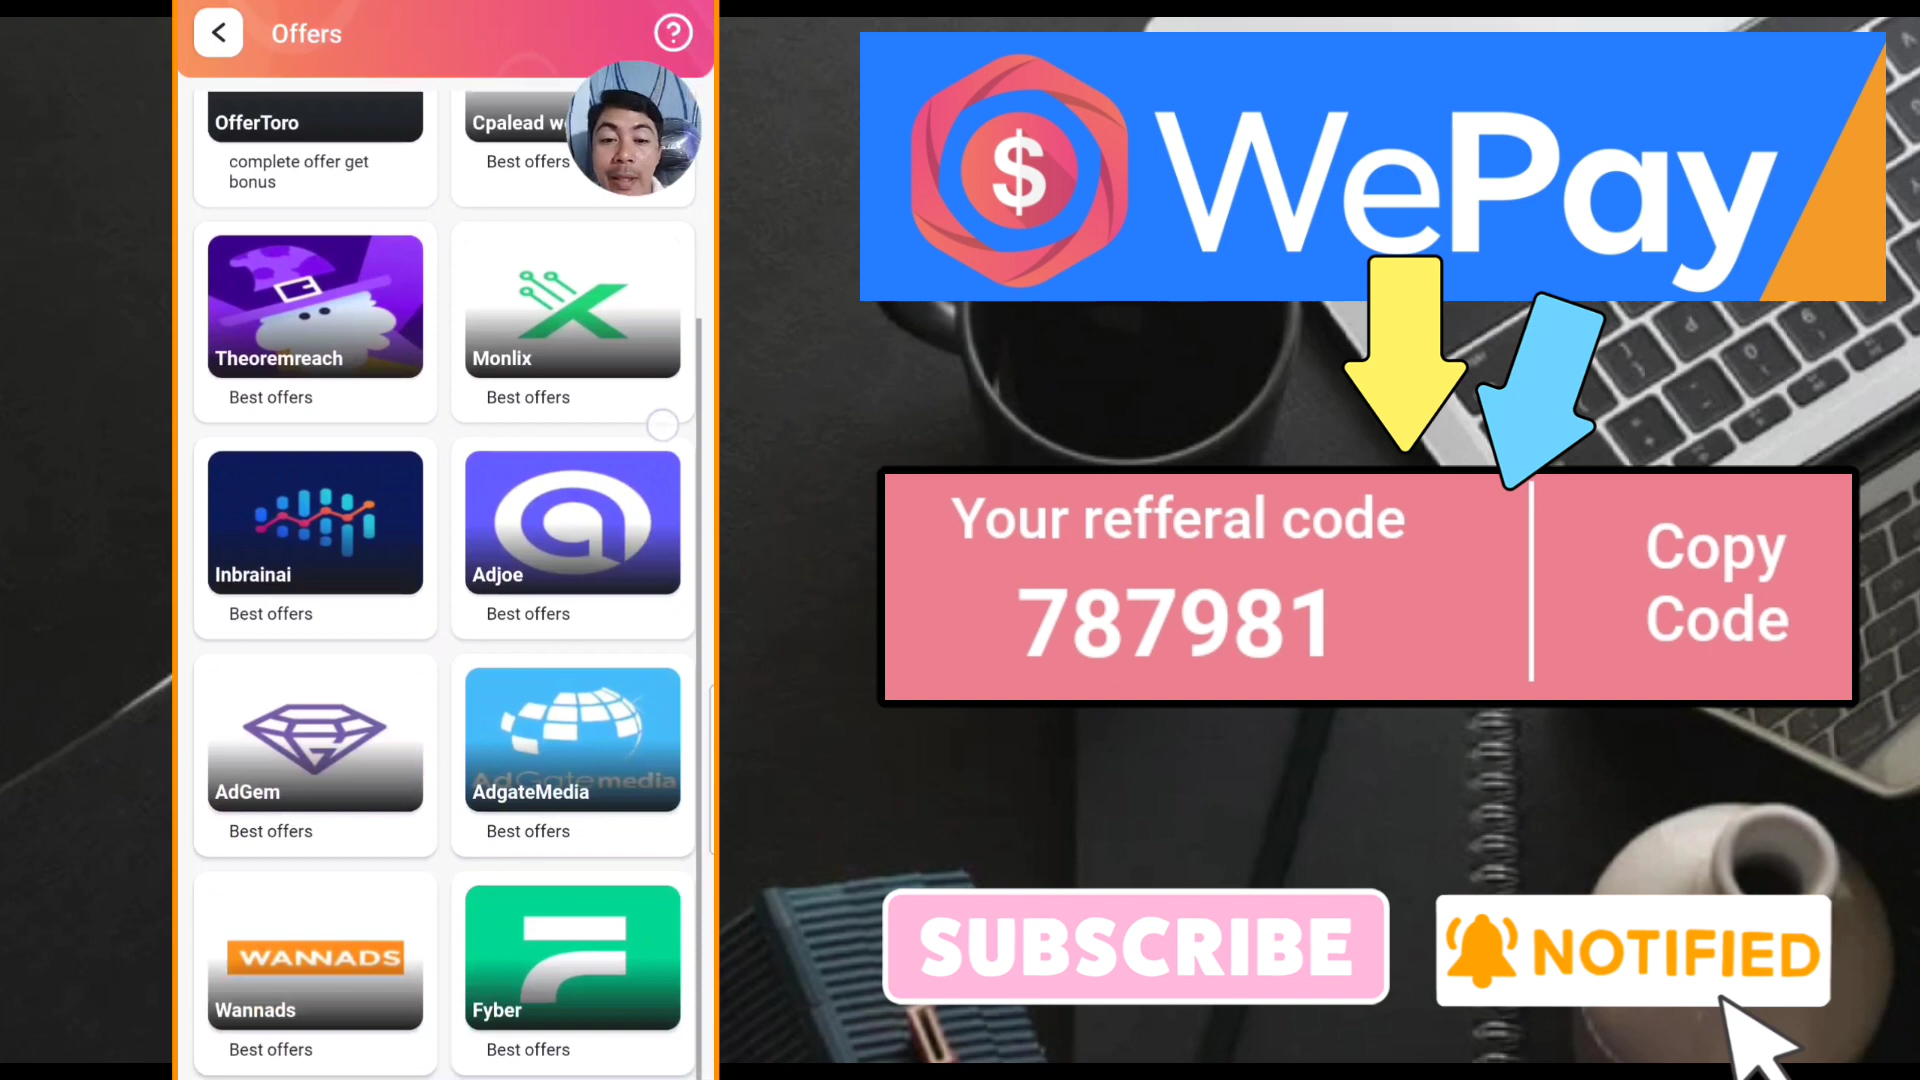 Offers
?
OfferToro
complete offer get
bonus
Cpalead w
Best offers
Theoremreach
Best offers
Monlix
Best offers
Inbrainai
Best offers
Adjoe
Best offers
AdGem
Best offers
AdGatemedia
AdgateMedia
Best offers
WANNADS
Wannads
Best offers
Fyber
Best offers
$
WePay
Your refferal code
787981
Copy
Code
SUBSCRIBE
NOTIFIED